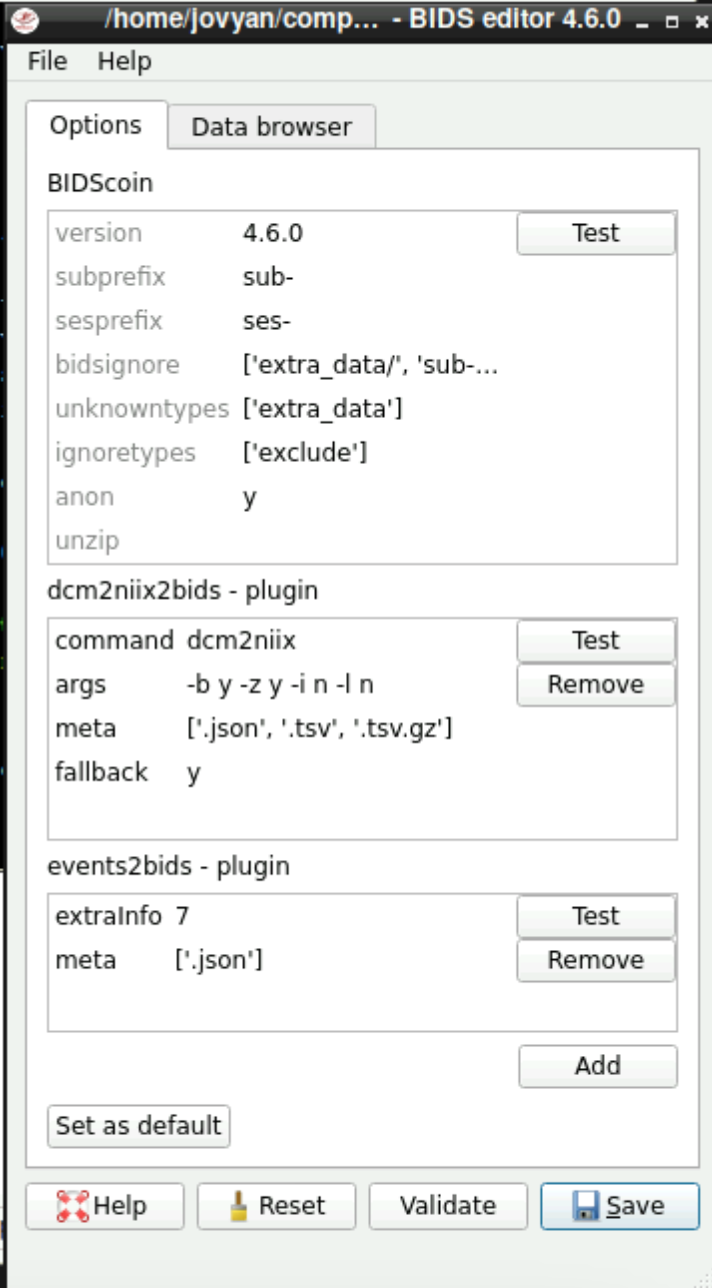 /home/jovyan/comp... - BIDS editor 4.6.0
File Help
Options Data browser
BIDScoin
version 4.6.0 Test
subprefix sub-
sesprefix ses-
bidsignore ['extra_data/', 'sub-...
unknowntypes ['extra_data']
ignoretypes ['exclude']
anon y
unzip
dcm2niix2bids - plugin
command dcm2niix Test
args -b y -z y -i n -l n Remove
meta ['.json', '.tsv', '.tsv.gz']
fallback y
events2bids - plugin
extraInfo 7 Test
meta ['.json'] Remove
Add
Set as default
Help Reset Validate Save